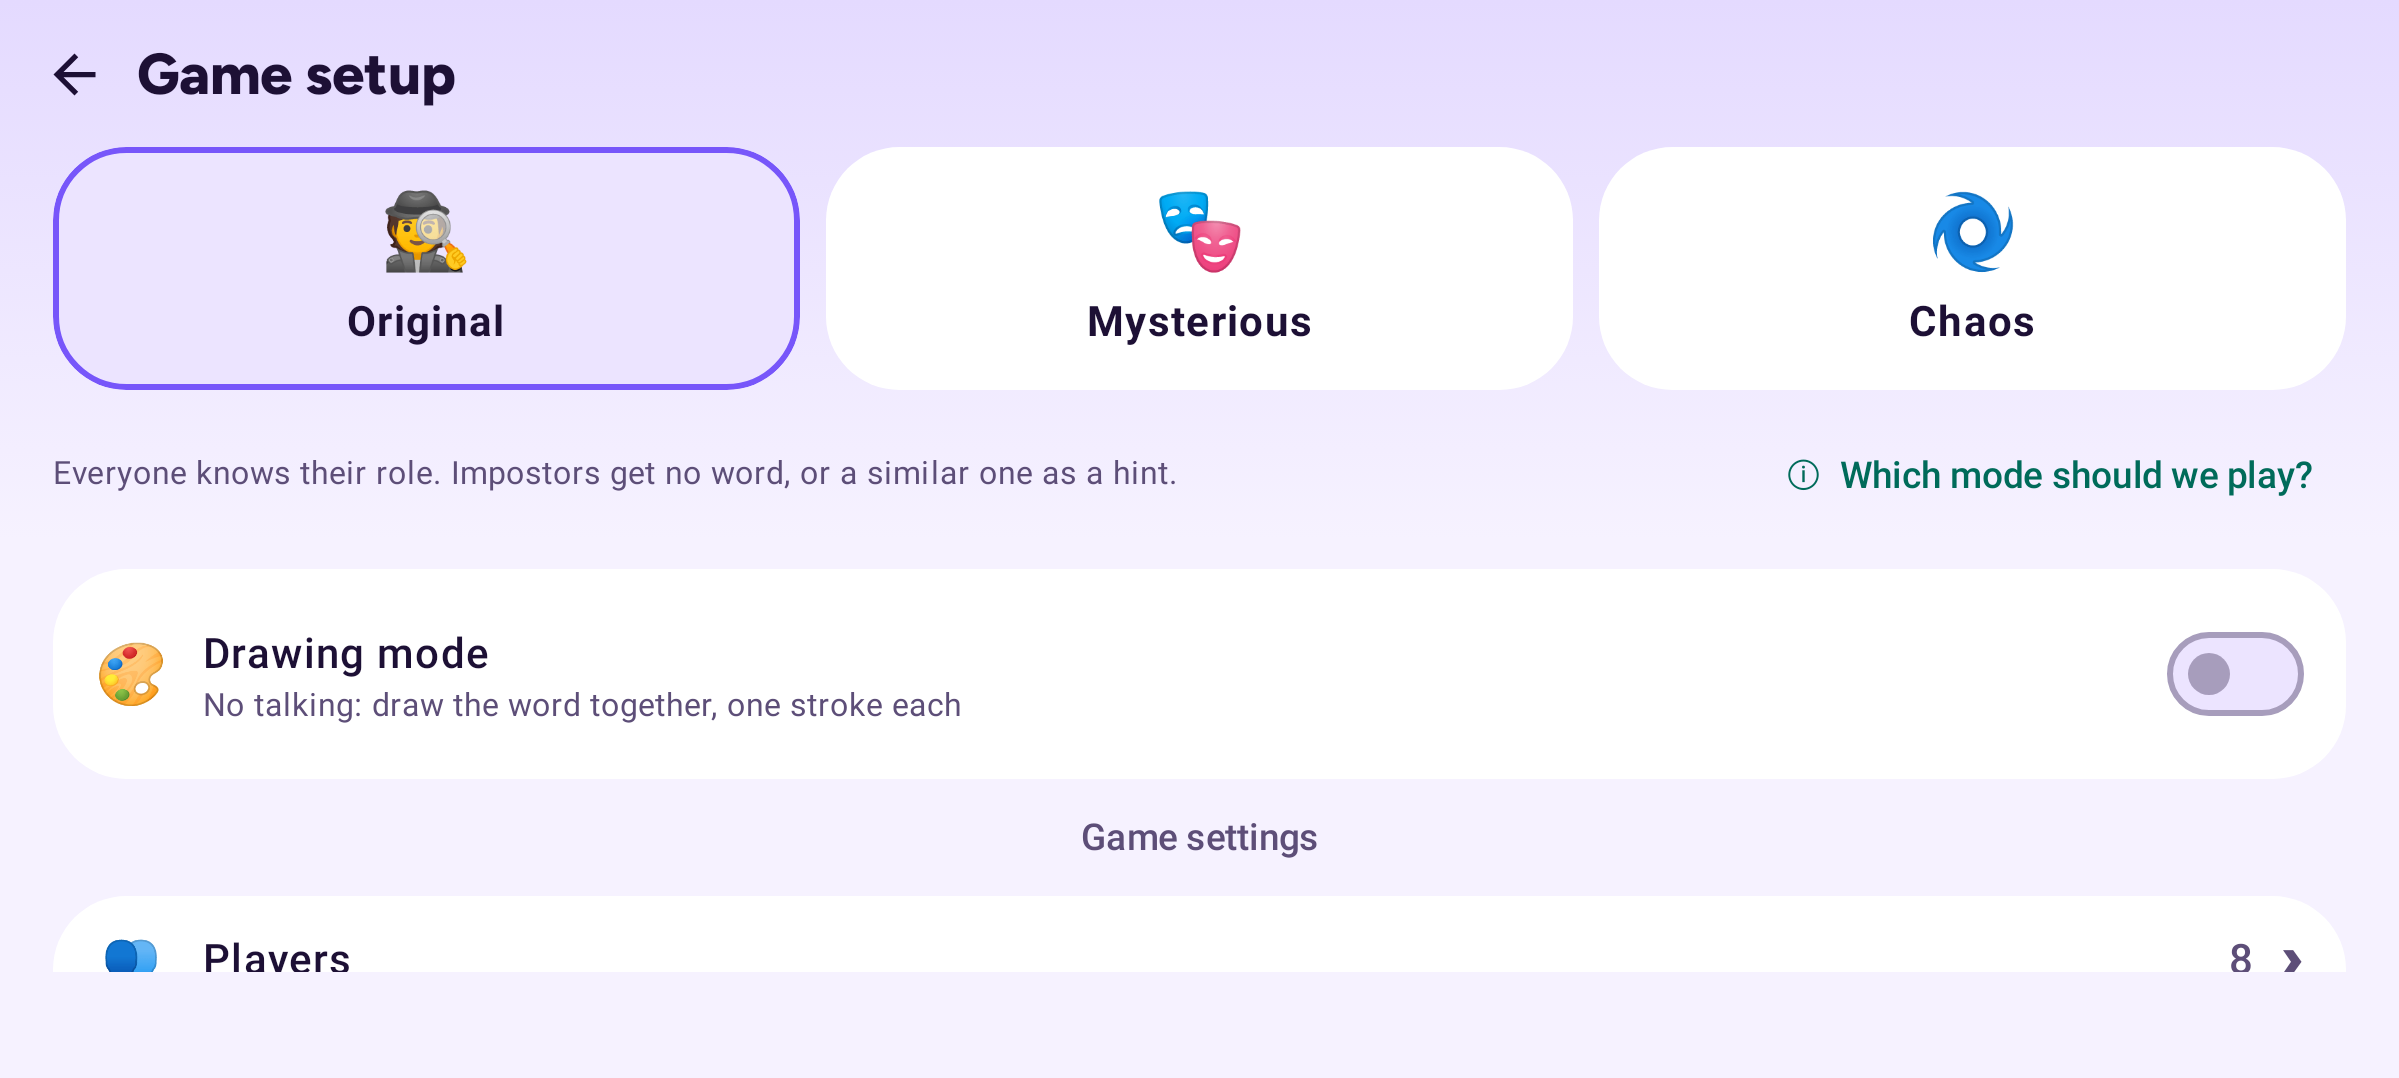 Game setup
Original
Mysterious
Chaos
Everyone knows their role. Impostors get no word, or a similar one as a hint.
Which mode should we play?
Drawing mode
No talking: draw the word together, one stroke each
Game settings
Players
8